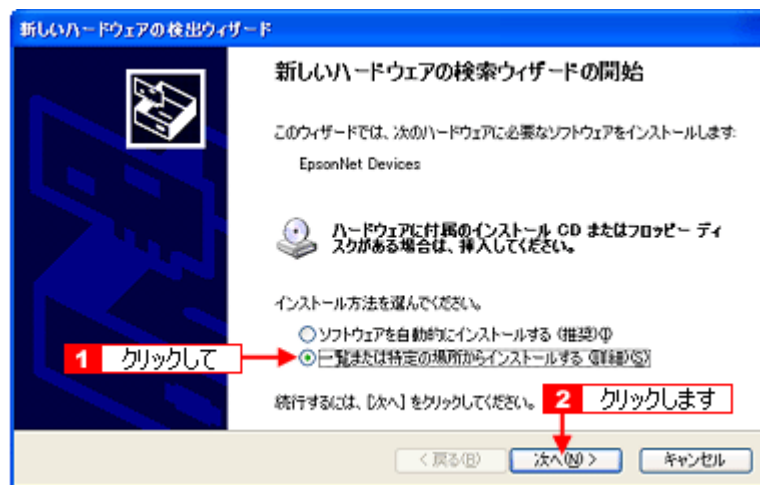 新しいハードウェアの検出ウィザード
新しいハードウェアの検索ウィザードの開始
このウィザードでは、次のハードウェアに必要なソフトウェアをインストールします:
EpsonNet Devices
ハードウェアに付属のインストール CD またはフロッピー ディ
スクがある場合は、挿入してください。
インストール方法を選んでください。
ソフトウェアを自動的にインストールする (推奨)(I)
1 クリックして
一覧または特定の場所からインストールする (詳細)(S)
続行するには、[次へ] をクリックしてください。
2 クリックします
< 戻る(B)
次へ(N) >
キャンセル